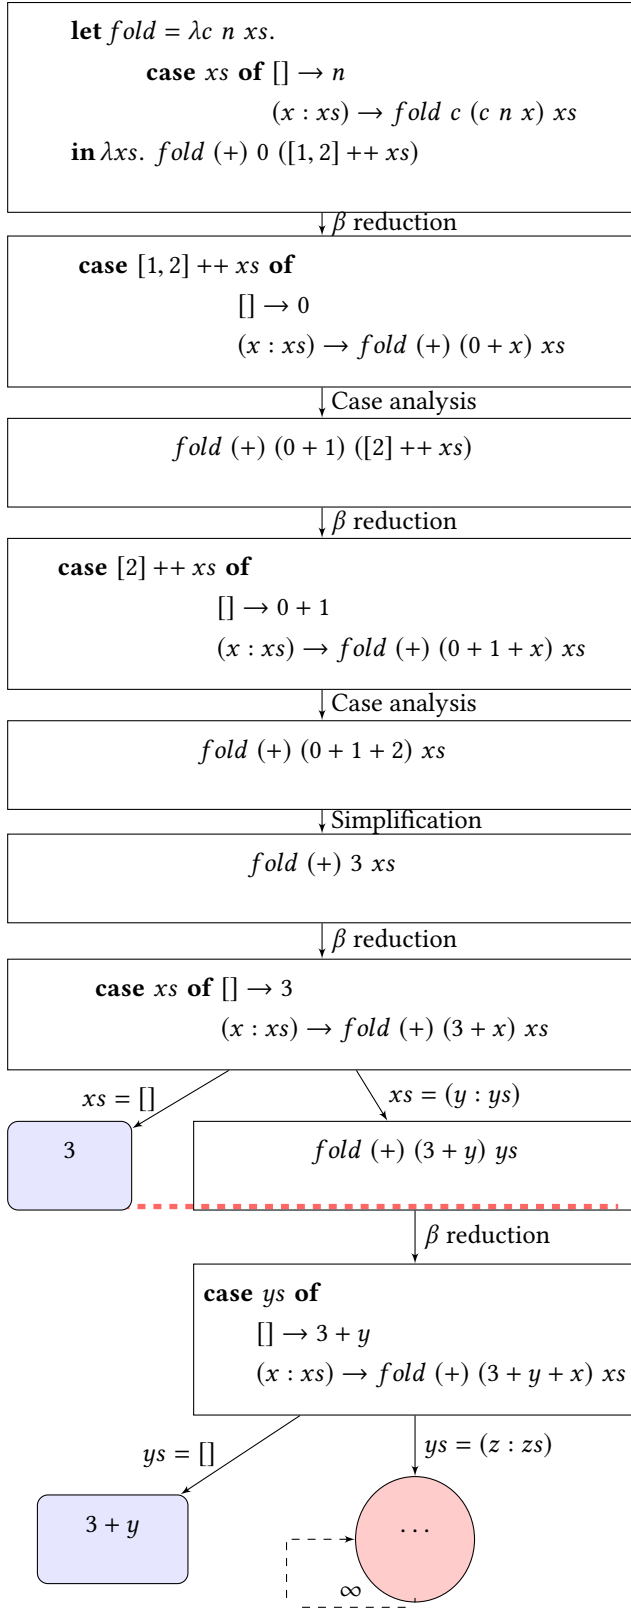 let fold = λc n xs.
case xs of [] → n
(x : xs) → fold c (c n x) xs
in λxs. fold (+) 0 ([1, 2] ++ xs)
β reduction
case [1, 2] ++ xs of
[] → 0
(x : xs) → fold (+) (0 + x) xs
Case analysis
fold (+) (0 + 1) ([2] ++ xs)
β reduction
case [2] ++ xs of
[] → 0 + 1
(x : xs) → fold (+) (0 + 1 + x) xs
Case analysis
fold (+) (0 + 1 + 2) xs
Simplification
fold (+) 3 xs
β reduction
case xs of [] → 3
(x : xs) → fold (+) (3 + x) xs
xs = []
xs = (y : ys)
3
fold (+) (3 + y) ys
β reduction
case ys of
[] → 3 + y
(x : xs) → fold (+) (3 + y + x) xs
ys = []
ys = (z : zs)
3 + y
...
∞